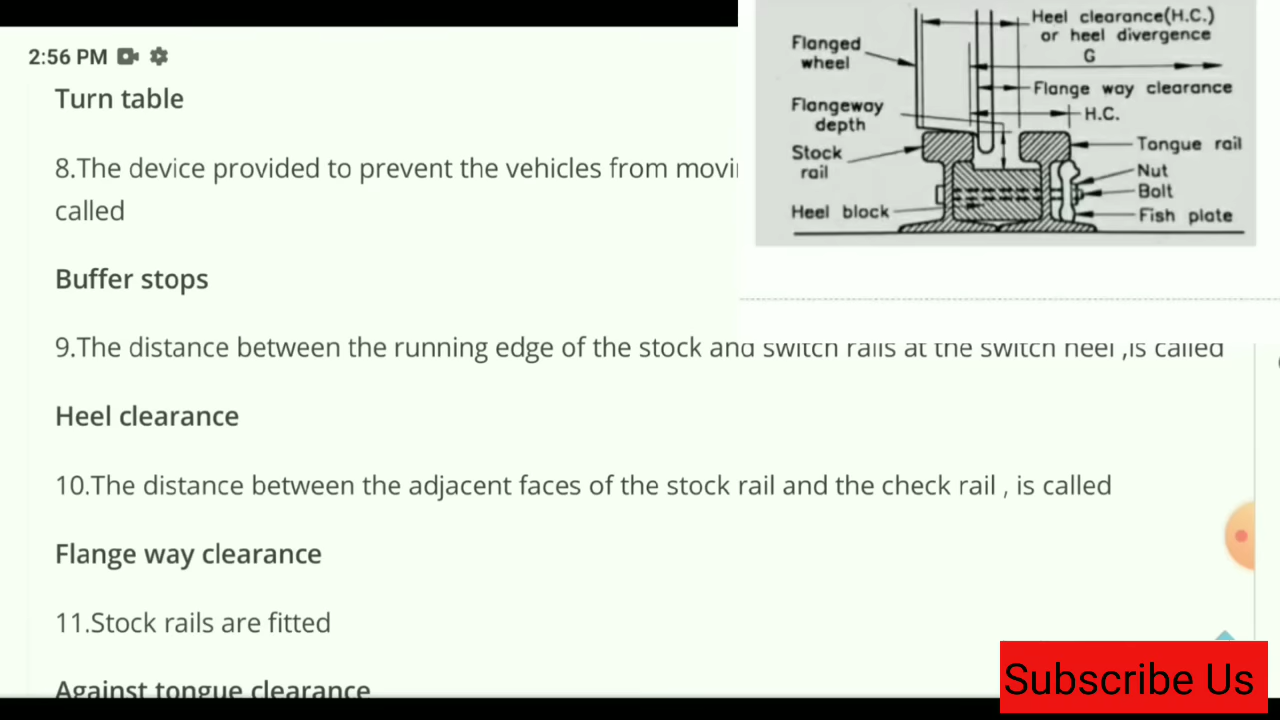 2:56 PM
Turn table
8.The device provided to prevent the vehicles from
called
Buffer stops
9.The distance between the running edge of the stock and switch rails at the switch heel ,is called
Heel clearance
10.The distance between the adjacent faces of the stock rail and the check rail , is called
Flange way clearance
11.Stock rails are fitted
Against tongue clearance
Heel clearance(H.C.)
or heel divergence
G
Flanged
wheel
Flange way clearance
Flangeway
depth
H.C.
Stock
rail
Tongue rail
Nut
Bolt
Heel block
Fish plate
Subscribe Us